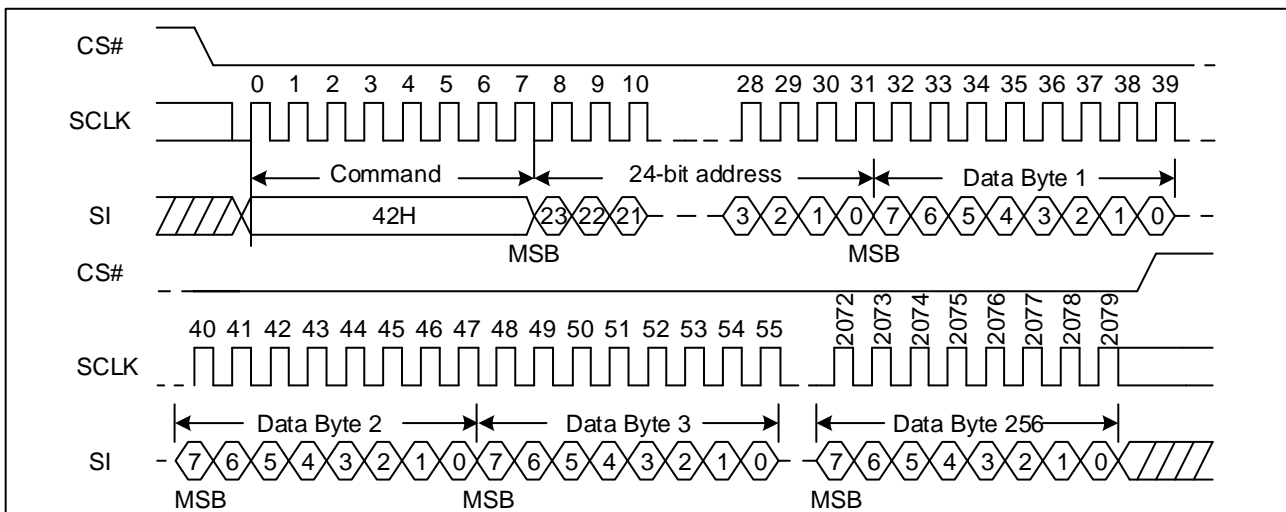 CS#
0 1 2 3 4 5 6 7 8 9 10 28 29 30 31 32 33 34 35 36 37 38 39
SCLK
Command 24-bit address Data Byte 1
SI 42H 23 22 21 3 2 1 0 7 6 5 4 3 2 1 0
MSB MSB
CS#
2072 2073 2074 2075 2076 2077 2078 2079
40 41 42 43 44 45 46 47 48 49 50 51 52 53 54 55
SCLK
Data Byte 2 Data Byte 3 Data Byte 256
SI 7 6 5 4 3 2 1 0 7 6 5 4 3 2 1 0 7 6 5 4 3 2 1 0
MSB MSB MSB